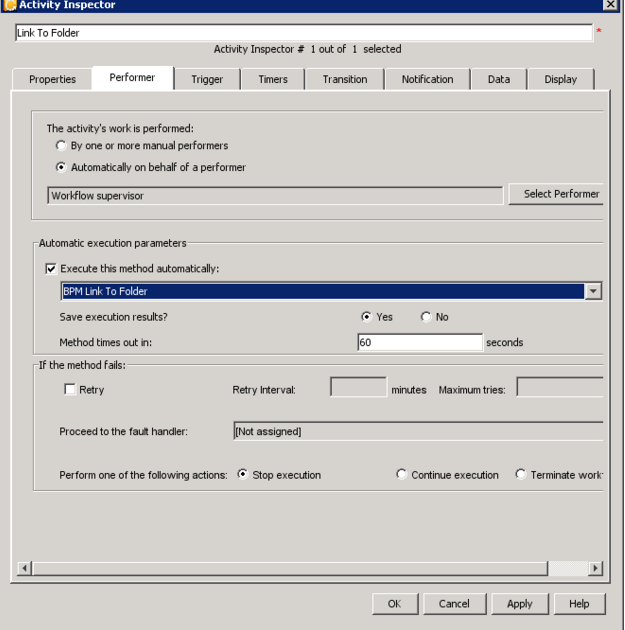 Activity Inspector
Link To Folder *
Activity Inspector # 1 out of 1 selected
Properties Performer Trigger Timers Transition Notification Data Display
The activity's work is performed:
By one or more manual performers
Automatically on behalf of a performer
Workflow supervisor Select Performer
Automatic execution parameters
Execute this method automatically:
BPM Link To Folder
Save execution results? Yes No
Method times out in: 60 seconds
If the method fails:
Retry Retry Interval: minutes Maximum tries:
Proceed to the fault handler: [Not assigned]
Perform one of the following actions: Stop execution Continue execution Terminate work
OK Cancel Apply Help